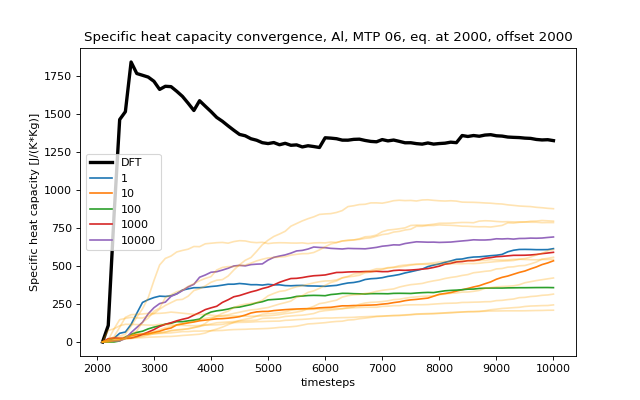 Specific heat capacity convergence, Al, MTP 06, eq. at 2000, offset 2000
Specific heat capacity [J/(K*Kg)]
1750
1500
1250
1000
750
500
250
0
DFT
1
10
100
1000
10000
2000 3000 4000 5000 6000 7000 8000 9000 10000
timesteps